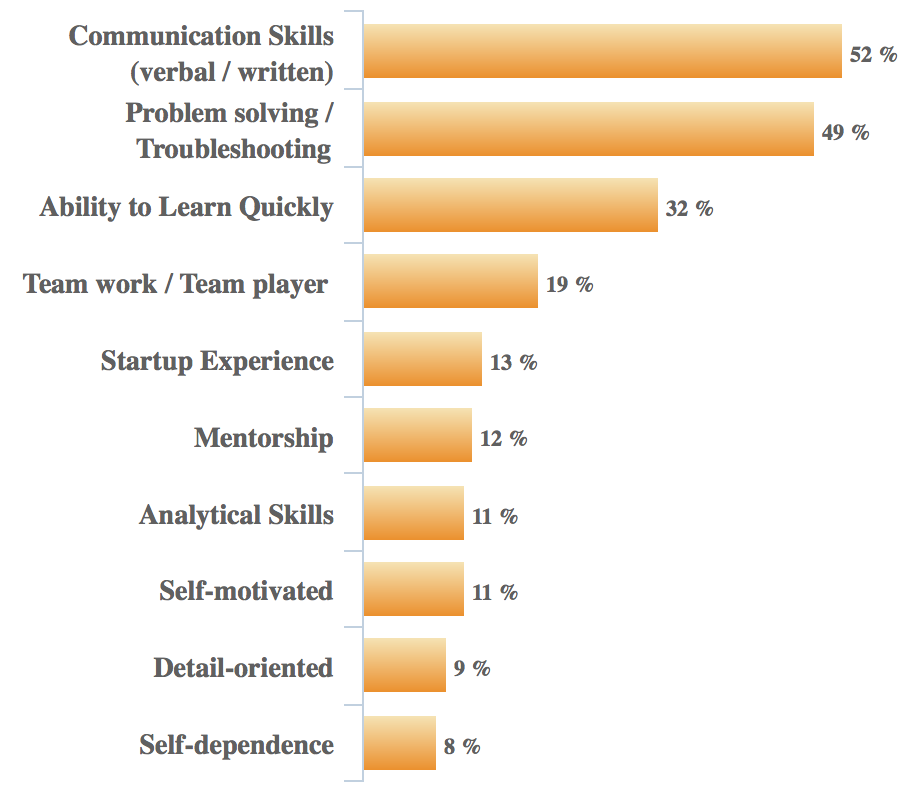 Communication Skills
(verbal / written)
52 %
Problem solving /
Troubleshooting
49 %
Ability to Learn Quickly
32 %
Team work / Team player
19 %
Startup Experience
13 %
Mentorship
12 %
Analytical Skills
11 %
Self-motivated
11 %
Detail-oriented
9 %
Self-dependence
8 %